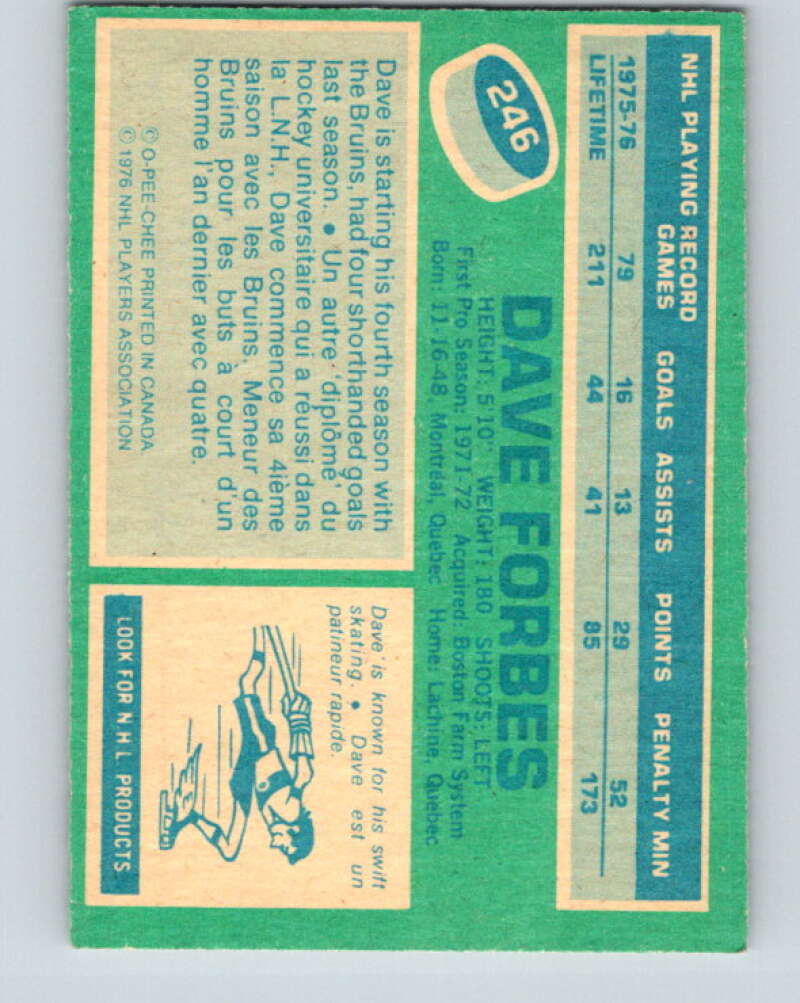 NHL PLAYING RECORD
GAMES GOALS ASSISTS POINTS PENALTY MIN
1975-76 79 16 13 29 52
LIFETIME 211 44 41 85 173
246
DAVE FORBES
HEIGHT: 5'10" WEIGHT: 180 SHOOTS: LEFT
First Pro Season: 1971-72 Acquired: Boston Farm System
Born: 11-16-48, Montréal, Quebec Home: Lachine, Quebec
Dave is starting his fourth season with
the Bruins, had four shorthanded goals
last season. • Un autre 'diplômé' du
hockey universitaire qui a réussi dans
la L.N.H., Dave commence sa 4ième
saison avec les Bruins. Meneur des
Bruins pour les buts à court d'un
homme l'an dernier avec quatre.
© O-PEE-CHEE PRINTED IN CANADA
© 1976 NHL PLAYERS ASSOCIATION
Dave is known for his swift
skating. • Dave est un
patineur rapide.
LOOK FOR N.H.L. PRODUCTS